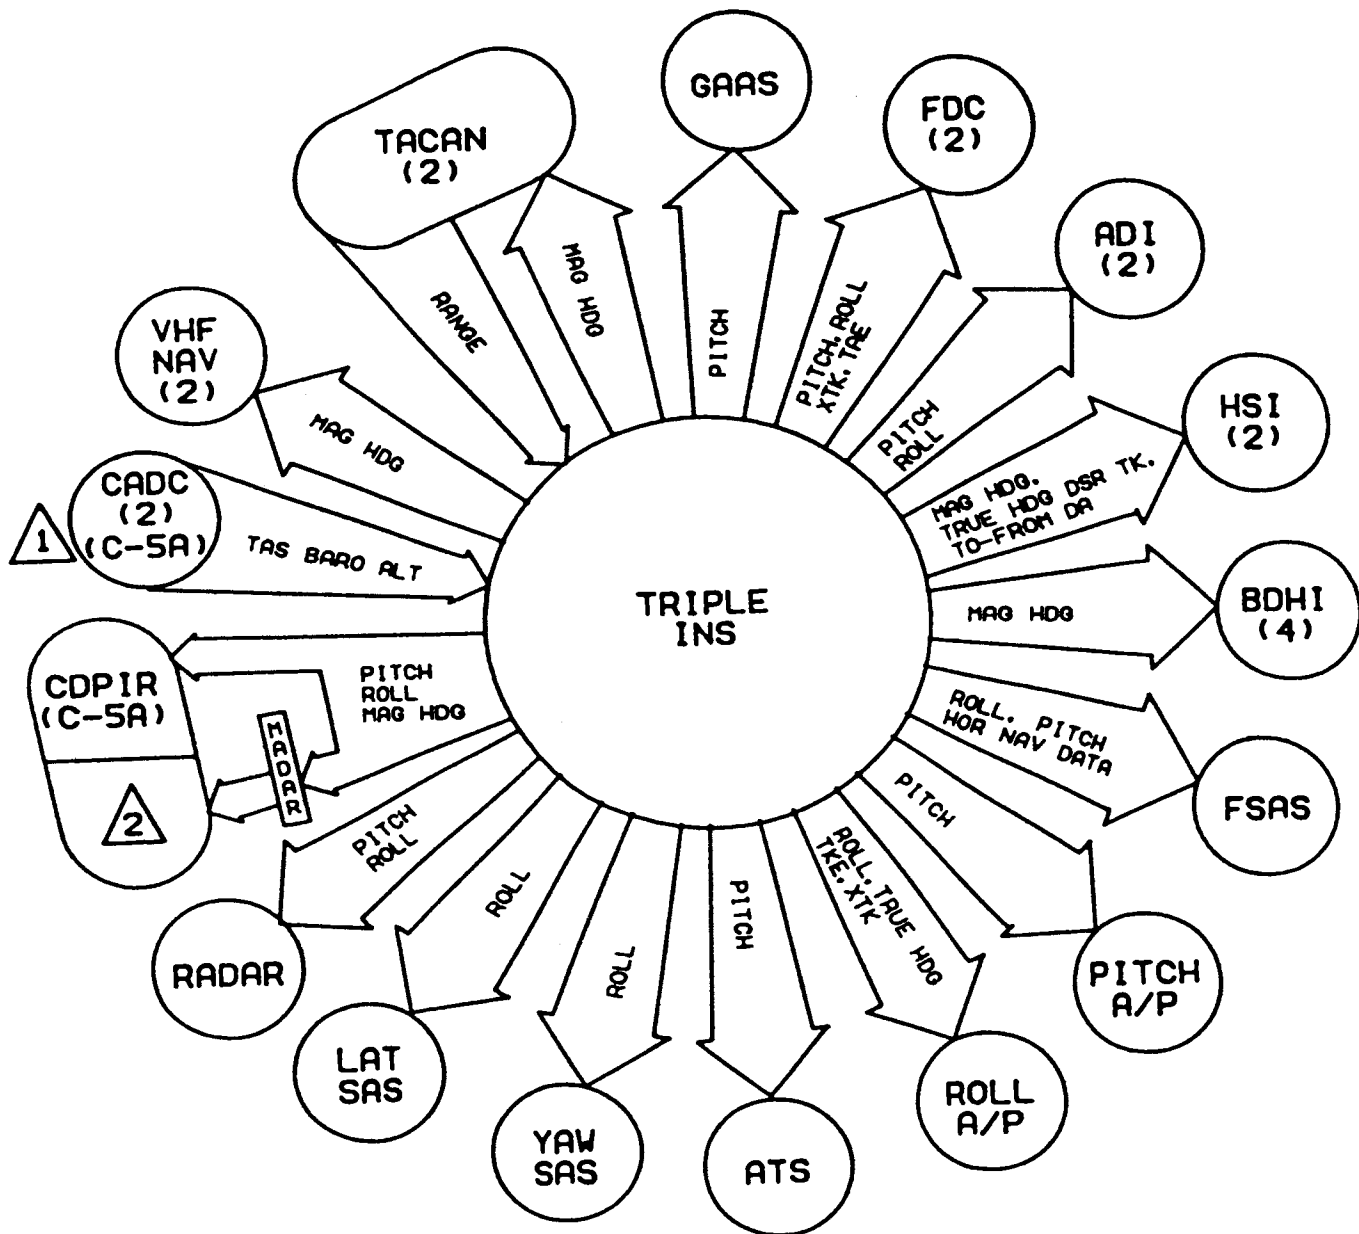 GAAS
FDC
(2)
TACAN
(2)
ADI
(2)
MAG HDG
RANGE
PITCH
PITCH, ROLL
XTK, TAE
VHF
NAV
(2)
MAG HDG
PITCH
ROLL
HSI
(2)
MAG HDG,
TRUE HDG DSR TK,
TO-FROM DA
CADC
(2)
(C-5A)
1
TAS BARO ALT
TRIPLE
INS
MAG HDG
BDHI
(4)
CDPIR
(C-5A)
2
PITCH
ROLL
MAG HDG
MADAR
ROLL, PITCH
HOR NAV DATA
FSAS
PITCH
ROLL
RADAR
ROLL
LAT
SAS
ROLL
YAW
SAS
PITCH
ATS
ROLL, TRUE HDG
TKE, XTK
ROLL
A/P
PITCH
PITCH
A/P